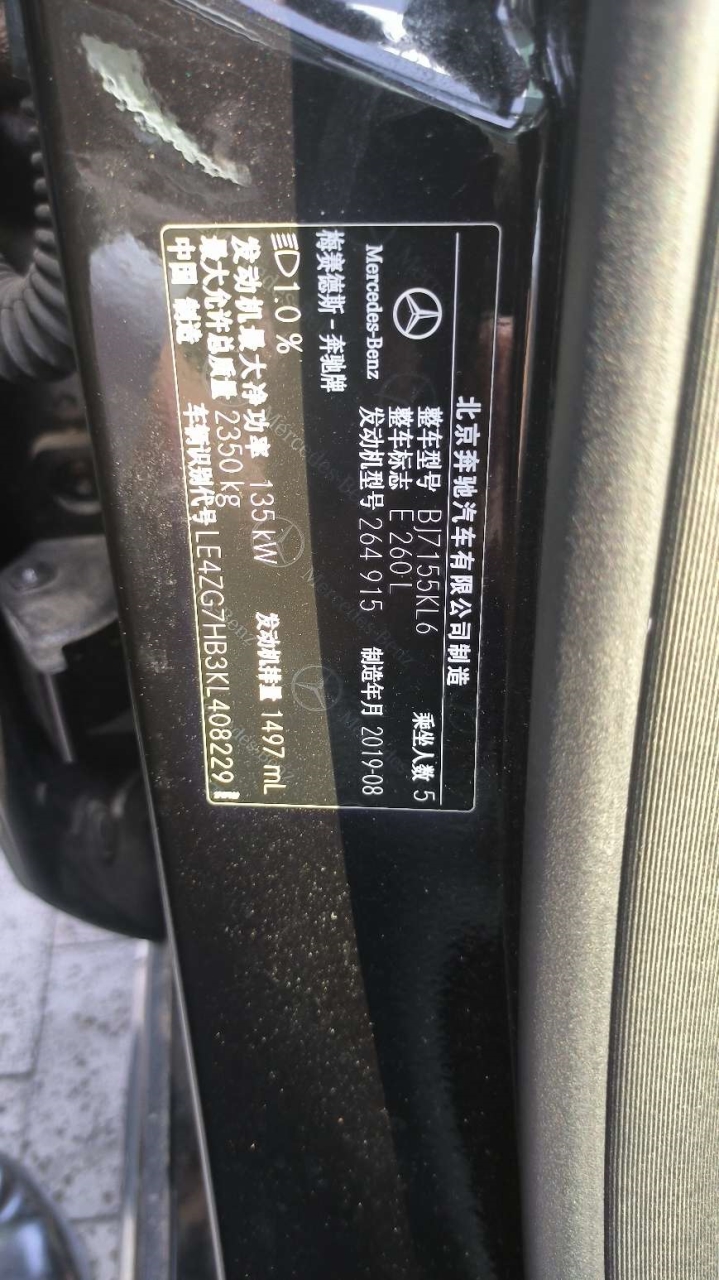 北京奔驰汽车有限公司制造
整车型号 BJ7155KL6 乘坐人数 5
整车标志 E 260 L
Mercedes-Benz 发动机型号 264 915 制造年月 2019-08
梅赛德斯-奔驰牌
1.0 %
发动机最大净功率 135 kW 发动机排量 1497 mL
最大允许总质量 2350 kg
中国 制造 车辆识别代号 LE4ZG7HB3KL408229